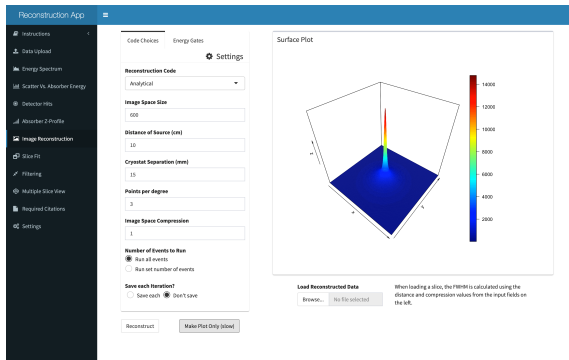 Reconstruction App
Instructions
Data Upload
Energy Spectrum
Scatter Vs. Absorber Energy
Detector Hits
Absorber Z-Profile
Image Reconstruction
Slice Fit
Filtering
Multiple Slice View
Required Citations
Settings
Code Choices
Energy Gates
Settings
Reconstruction Code
Analytical
Image Space Size
600
Distance of Source (cm)
10
Cryostat Separation (mm)
15
Points per degree
3
Image Space Compression
1
Number of Events to Run
Run all events
Run set number of events
Save each Iteration?
Save each Don't save
Reconstruct
Make Plot Only (slow)
Surface Plot
14000
12000
10000
8000
6000
4000
2000
Load Reconstructed Data
Browse... No file selected
When loading a slice, the FWHM is calculated using the
distance and compression values from the input fields on
the left.